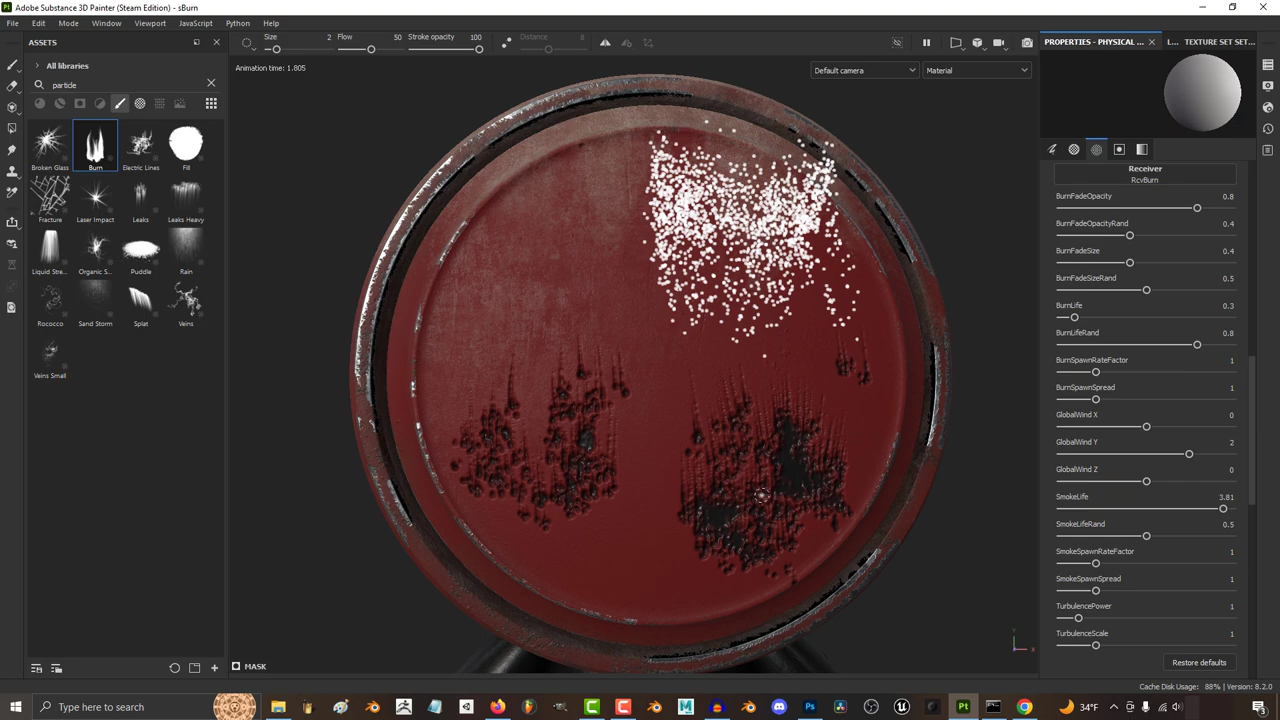 Adobe Substance 3D Painter (Steam Edition) - sBurn
File Edit Mode Window Viewport JavaScript Python Help
ASSETS
All libraries
particle
Broken Glass Burn Electric Lines Fill
Fracture Laser Impact Leaks Leaks Heavy
Liquid Stre... Organic S... Puddle Rain
Rococco Sand Storm Splat Veins
Veins Small
Size 2 Flow 50 Stroke opacity 100 Distance 8
Animation time: 1.805
Default camera Material
MASK
PROPERTIES - PHYSICAL ... L... TEXTURE SET SET...
Receiver
RcvBurn
BurnFadeOpacity 0.8
BurnFadeOpacityRand 0.4
BurnFadeSize 0.4
BurnFadeSizeRand 0.5
BurnLife 0.3
BurnLifeRand 0.8
BurnSpawnRateFactor 1
BurnSpawnSpread 1
GlobalWind X 0
GlobalWind Y 2
GlobalWind Z 0
SmokeLife 3.81
SmokeLifeRand 0.5
SmokeSpawnRateFactor 1
SmokeSpawnSpread 1
TurbulencePower 1
TurbulenceScale 1
Restore defaults
Cache Disk Usage: 88% | Version: 8.2.0
Type here to search
34°F